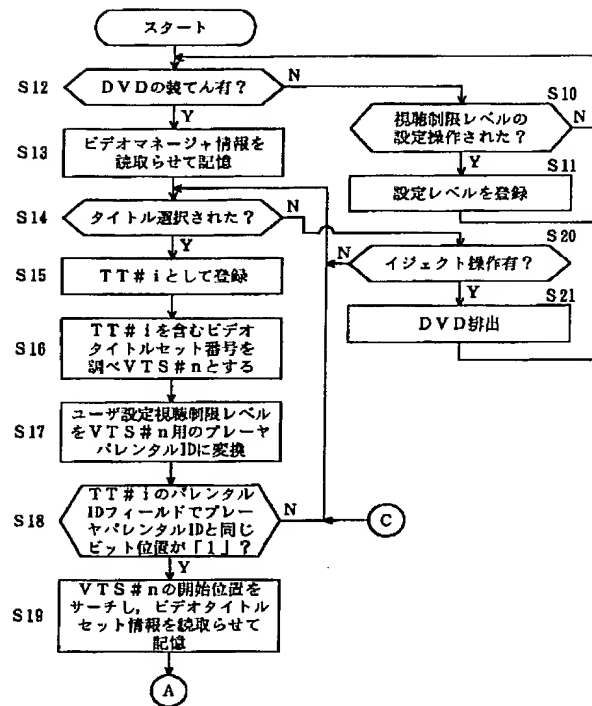 スタート
S12
DVDの装てん有？
N
Y
S10
視聴制限レベルの
設定操作された？
N
Y
S11
設定レベルを登録
S13
ビデオマネージャ情報を
読取らせて記憶
S14
タイトル選択された？
N
Y
S20
イジェクト操作有？
N
Y
S21
DVD排出
S15
TT#iとして登録
S16
TT#iを含むビデオ
タイトルセット番号を
調べVTS#nとする
S17
ユーザ設定視聴制限レベル
をVTS#n用のプレーヤ
パレンタルIDに変換
S18
TT#iのパレンタル
IDフィールドでプレー
ヤパレンタルIDと同じ
ビット位置が「1」？
N
Y
C
S19
VTS#nの開始位置を
サーチし，ビデオタイトル
セット情報を読取らせて
記憶
A